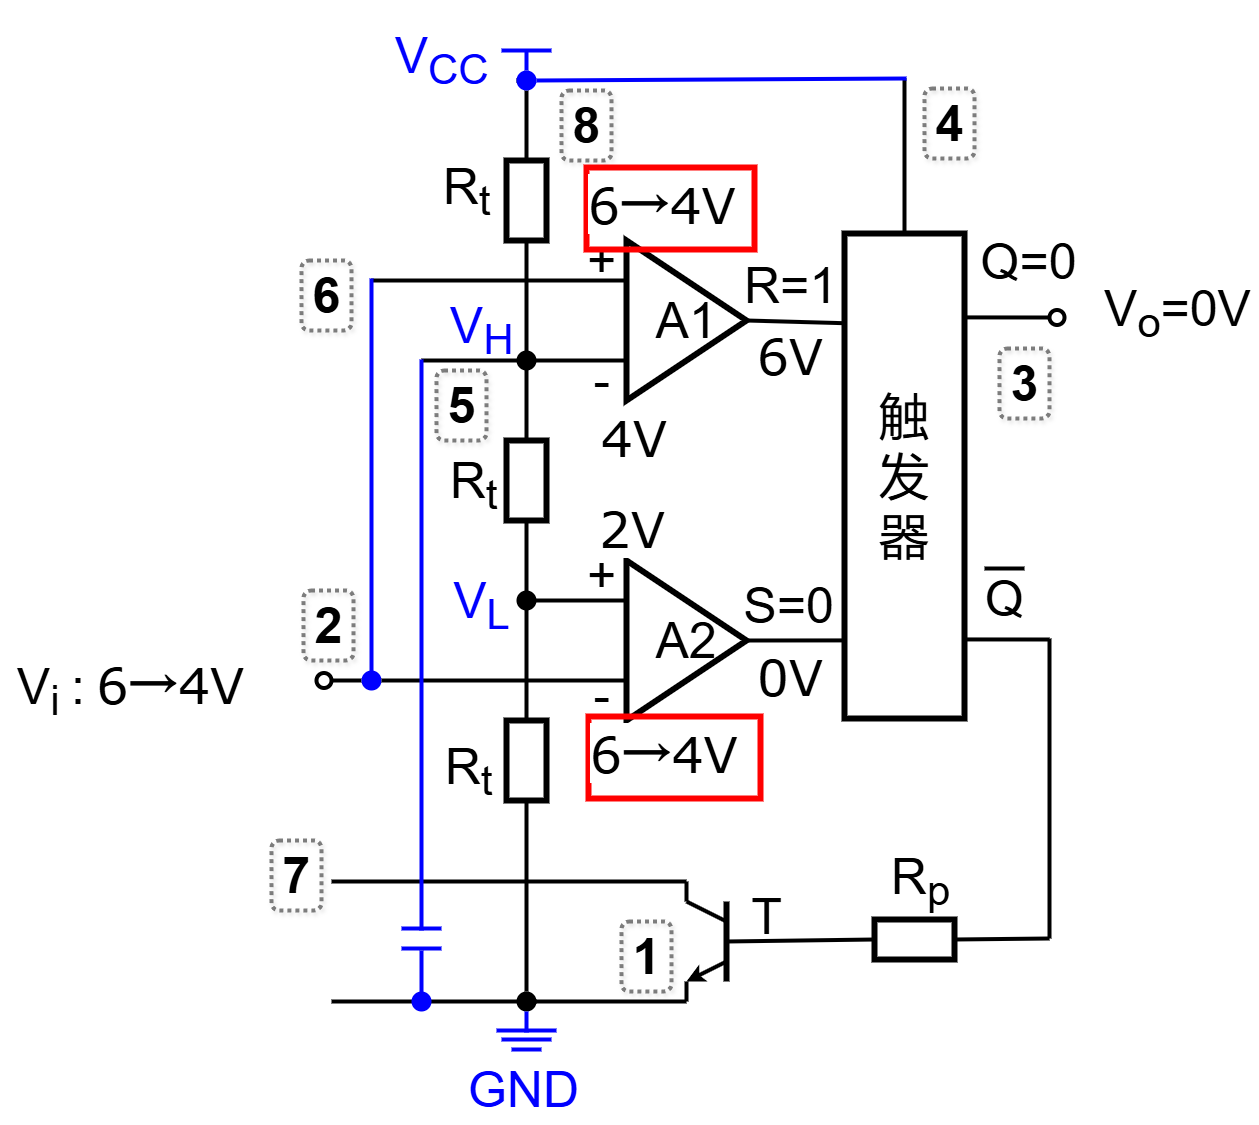 VCC
8
4
Rt
6→4V
+
6
A1
R=1
6V
Q=0
Vo=0V
3
VH
5
-
4V
Rt
触
发
器
2V
+
VL
A2
S=0
0V
Q
2
Vi : 6→4V
-
6→4V
Rt
7
Rp
T
1
GND